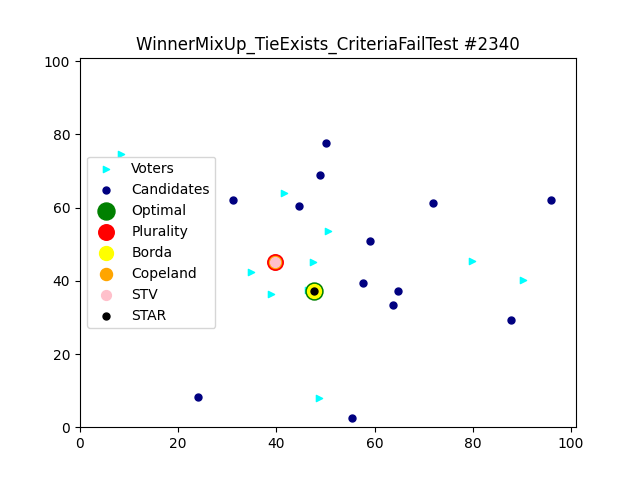 WinnerMixUp_TieExists_CriteriaFailTest #2340
100
80
60
40
20
0
Voters
Candidates
Optimal
Plurality
Borda
Copeland
STV
STAR
0 20 40 60 80 100